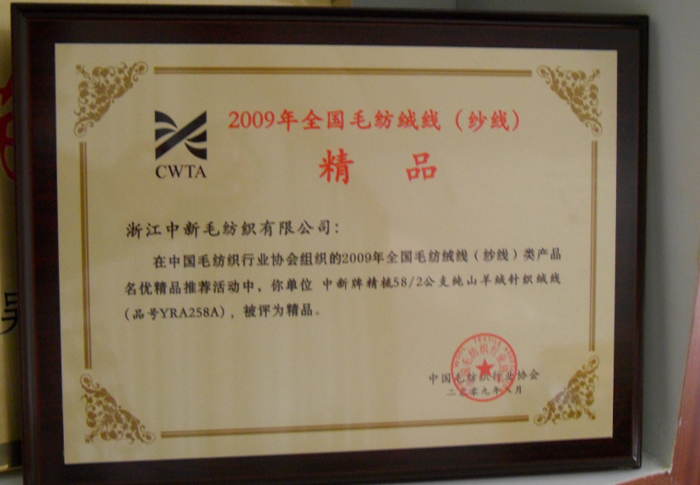 2009年全国毛纺绒线（纱线）
精品
CWTA
浙江中新毛纺织有限公司：
在中国毛纺织行业协会组织的2009年全国毛纺绒线（纱线）类产品
名优精品推荐活动中、你单位 中新牌精梳58/2公支纯山羊绒针织绒线
(品号YRA258A)，被评为精品。
中国毛纺织行业协会
二零零九年八月